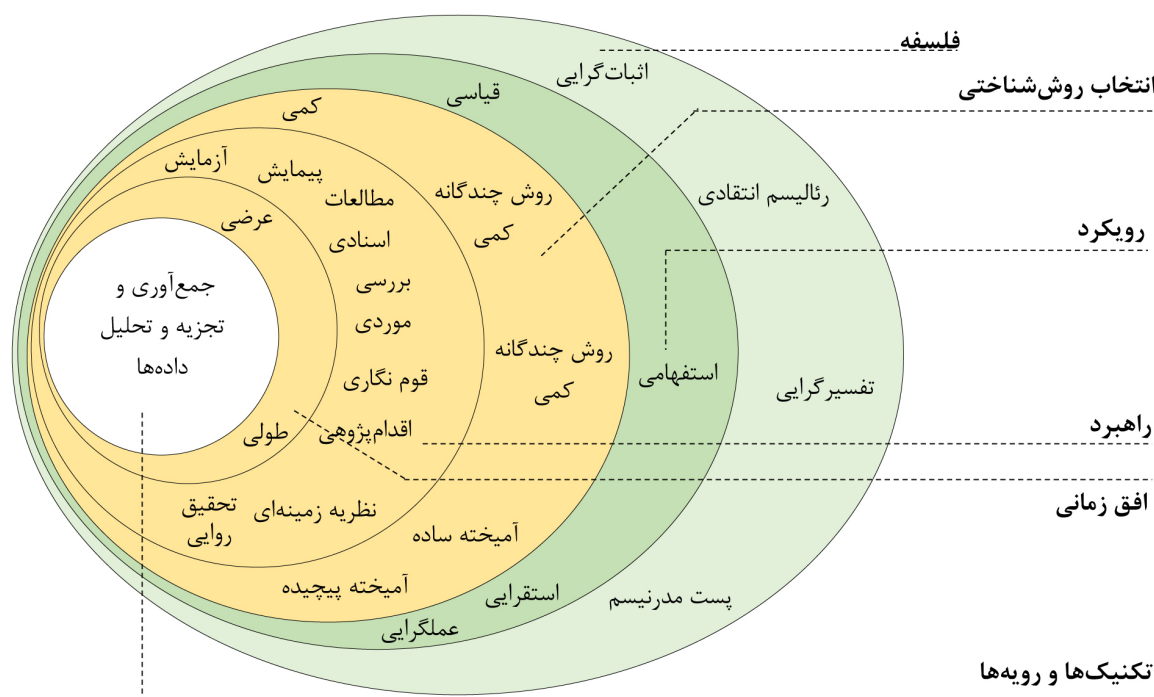 فلسفه
انتخاب روش‌شناختی
رویکرد
راهبرد
افق زمانی
تکنیک‌ها و رویه‌ها
اثبات‌گرایی
رئالیسم انتقادی
تفسیرگرایی
پست مدرنیسم
عملگرایی
قیاسی
استفهامی
استقرایی
کمی
روش چندگانه
کمی
روش چندگانه
کمی
آمیخته ساده
آمیخته پیچیده
آزمایش
پیمایش
مطالعات
اسنادی
بررسی
موردی
قوم نگاری
اقدام‌پژوهی
نظریه زمینه‌ای
تحقیق
روایی
عرضی
طولی
جمع‌آوری و
تجزیه و تحلیل
داده‌ها